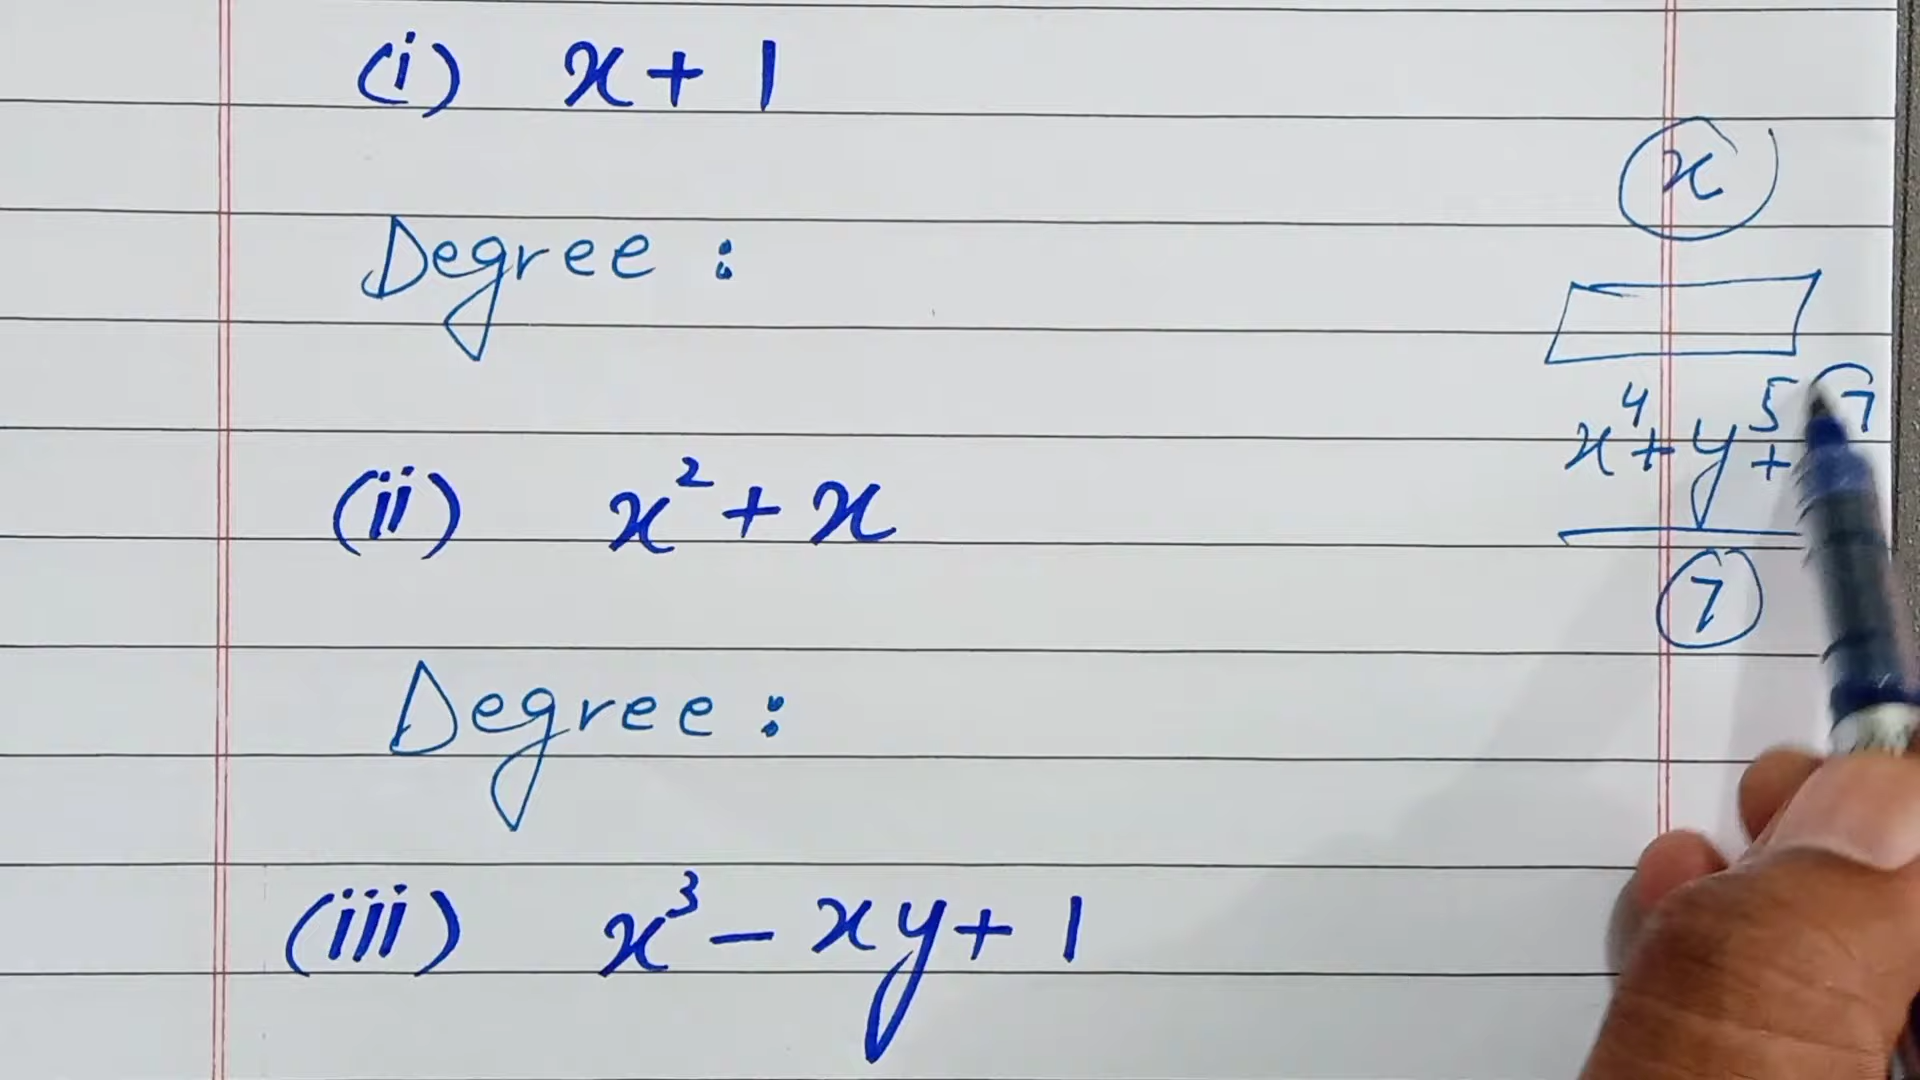 (i) x + 1
x
Degree :
x⁴ + y⁵ + 7
(ii) x² + x
7
Degree :
(iii) x³ - xy + 1